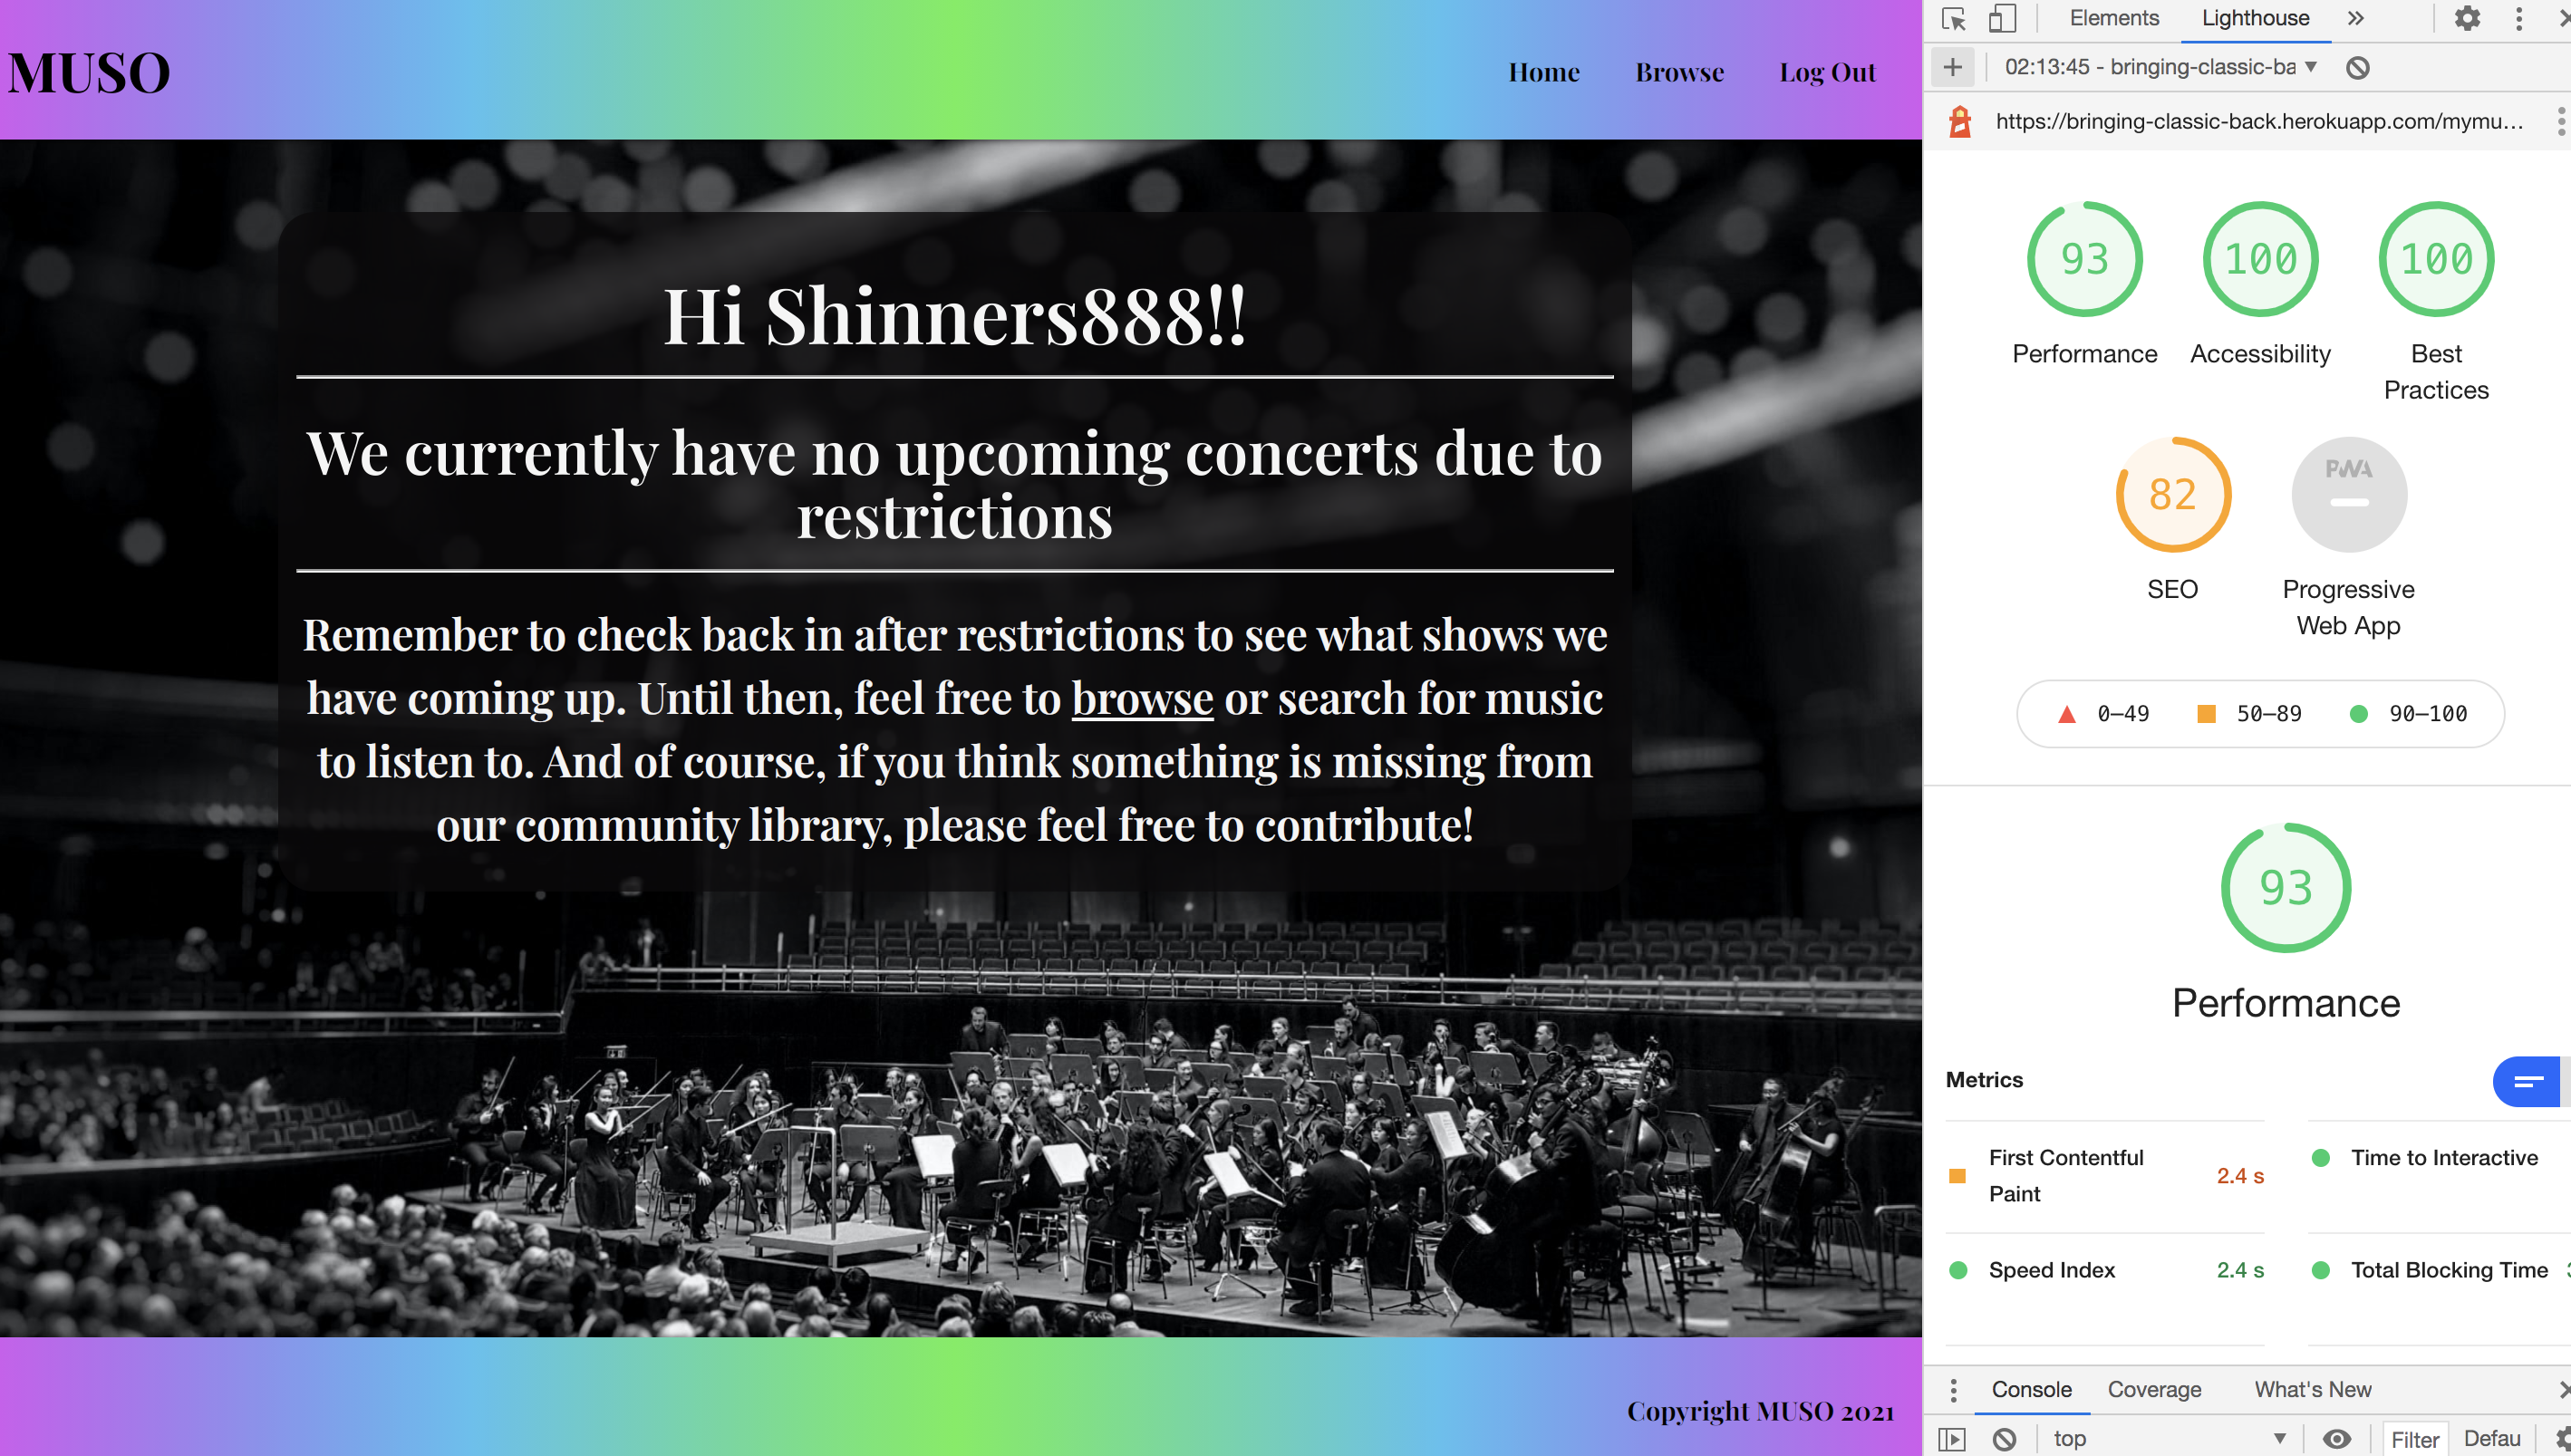 MUSO
Home Browse Log Out
Hi Shinners888!!
We currently have no upcoming concerts due to
restrictions
Remember to check back in after restrictions to see what shows we
have coming up. Until then, feel free to browse or search for music
to listen to. And of course, if you think something is missing from
our community library, please feel free to contribute!
Copyright MUSO 2021
Elements Lighthouse
02:13:45 - bringing-classic-ba
https://bringing-classic-back.herokuapp.com/mymu...
93 100 100
Performance Accessibility Best
Practices
PWA
82
SEO Progressive
Web App
0–49 50–89 90–100
93
Performance
Metrics
First Contentful
Paint
2.4 s
Time to Interactive
Speed Index 2.4 s
Total Blocking Time
Console Coverage What's New
top Filter Defau